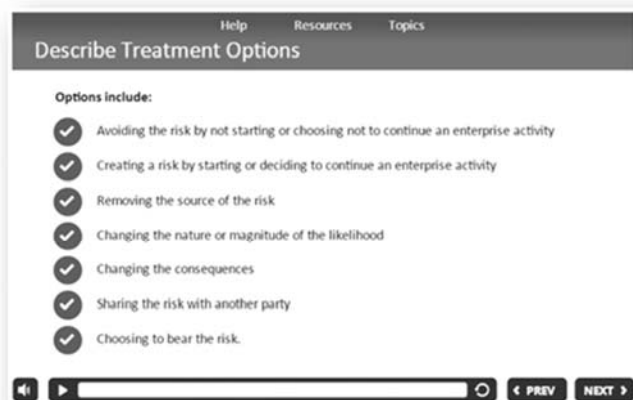 Help Resources Topics
Describe Treatment Options
Options include:
Avoiding the risk by not starting or choosing not to continue an enterprise activity
Creating a risk by starting or deciding to continue an enterprise activity
Removing the source of the risk
Changing the nature or magnitude of the likelihood
Changing the consequences
Sharing the risk with another party
Choosing to bear the risk.
PREV NEXT